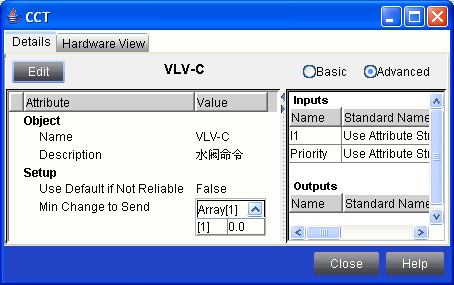 CCT
Details Hardware View
Edit VLV-C Basic Advanced
Attribute Value
Object
Name VLV-C
Description 水阀命令
Setup
Use Default if Not Reliable False
Min Change to Send Array[1]
[1] 0.0
Inputs
Name Standard Name
I1 Use Attribute Str
Priority Use Attribute Str
Outputs
Name Standard Name
Close Help